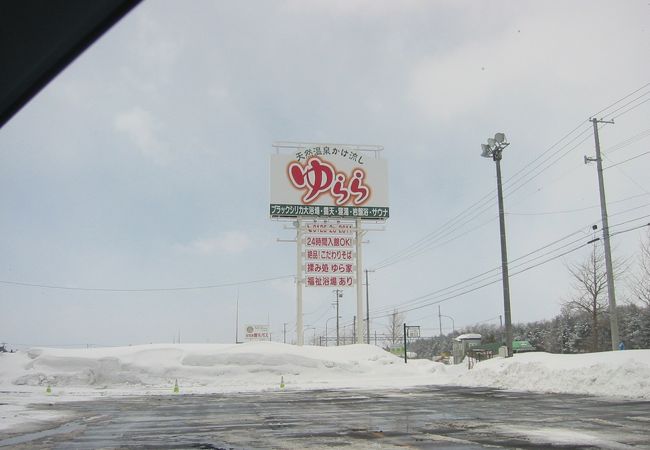 天然温泉かけ流し
ゆらら
ブラックシリカ大浴場・露天・寝湯・岩盤浴・サウナ
24時間入館OK
絶品!こだわりそば
揉み処 ゆら家
福祉浴場あり